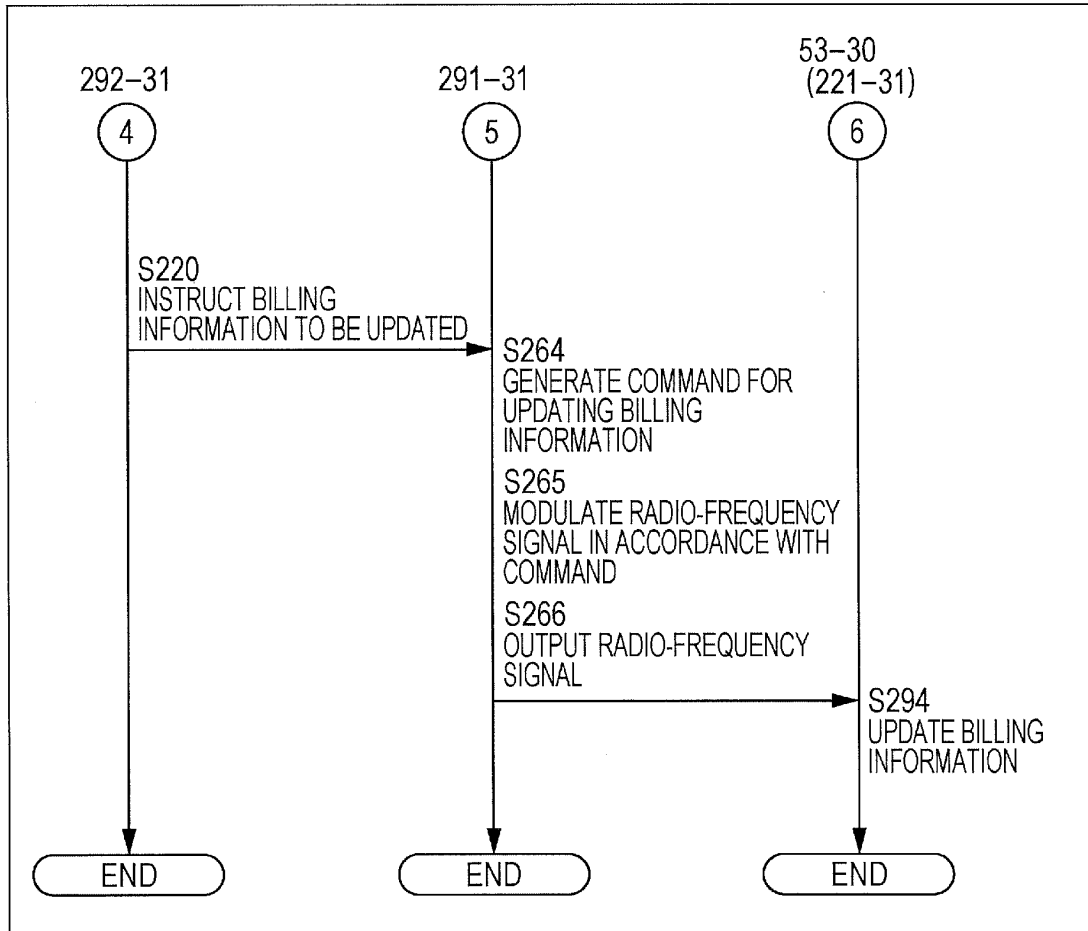 292-31
4
291-31
5
53-30
(221-31)
6
S220
INSTRUCT BILLING
INFORMATION TO BE UPDATED
S264
GENERATE COMMAND FOR
UPDATING BILLING
INFORMATION
S265
MODULATE RADIO-FREQUENCY
SIGNAL IN ACCORDANCE WITH
COMMAND
S266
OUTPUT RADIO-FREQUENCY
SIGNAL
S294
UPDATE BILLING
INFORMATION
END
END
END